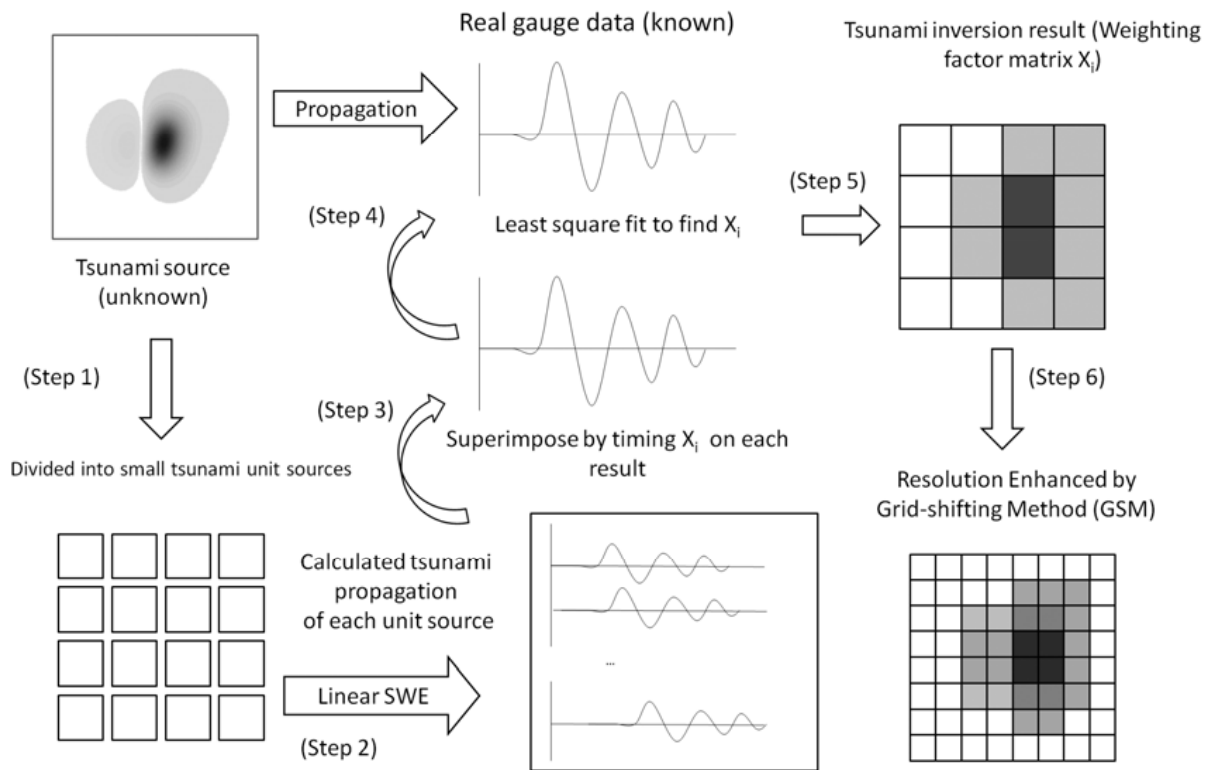 Real gauge data (known)
Tsunami inversion result (Weighting
factor matrix Xi)
Propagation
(Step 5)
(Step 4)
Least square fit to find Xi
Tsunami source
(unknown)
(Step 1)
(Step 6)
(Step 3)
Superimpose by timing Xi on each
result
Divided into small tsunami unit sources
Resolution Enhanced by
Grid-shifting Method (GSM)
Calculated tsunami
propagation
of each unit source
...
Linear SWE
(Step 2)